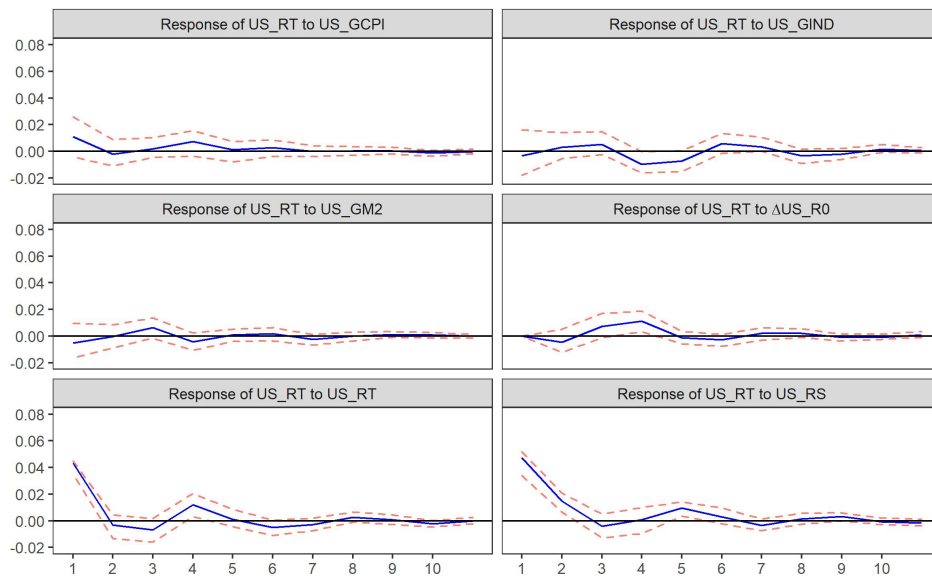 Response of US_RT to US_GCPI
Response of US_RT to US_GIND
0.08
0.06
0.04
0.02
0.00
-0.02
Response of US_RT to US_GM2
Response of US_RT to ΔUS_R0
0.08
0.06
0.04
0.02
0.00
-0.02
Response of US_RT to US_RT
Response of US_RT to US_RS
0.08
0.06
0.04
0.02
0.00
-0.02
1 2 3 4 5 6 7 8 9 10 1 2 3 4 5 6 7 8 9 10